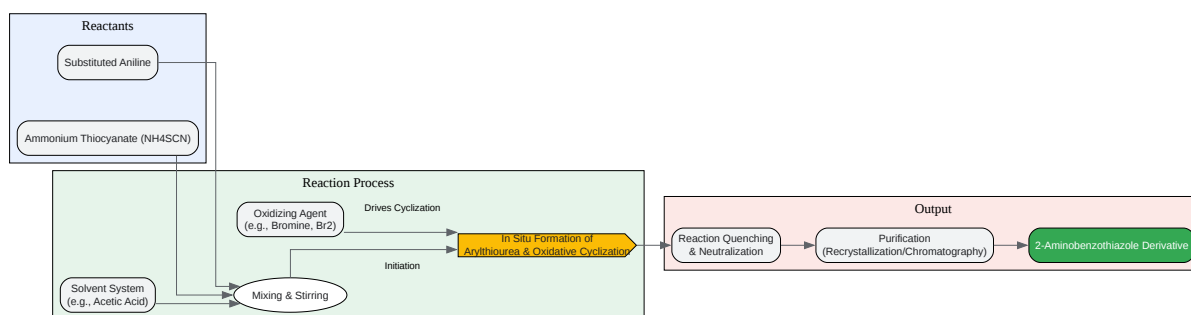 Reactants
Substituted Aniline
Ammonium Thiocyanate (NH4SCN)
Reaction Process
Oxidizing Agent
(e.g., Bromine, Br2)
Drives Cyclization
In Situ Formation of
Arylthiourea & Oxidative Cyclization
Initiation
Solvent System
(e.g., Acetic Acid)
Mixing & Stirring
Output
Reaction Quenching
& Neutralization
Purification
(Recrystallization/Chromatography)
2-Aminobenzothiazole Derivative